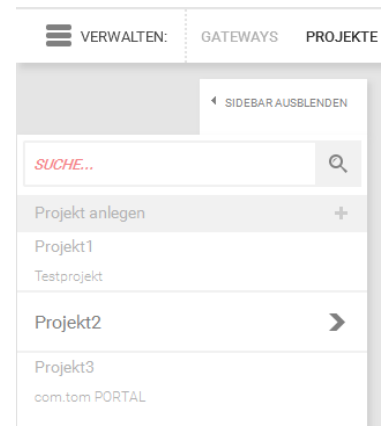 VERWALTEN: GATEWAYS PROJEKTE
SIDEBAR AUSBLENDEN
SUCHE...
Projekt anlegen
Projekt1
Testprojekt
Projekt2
Projekt3
com.tom PORTAL